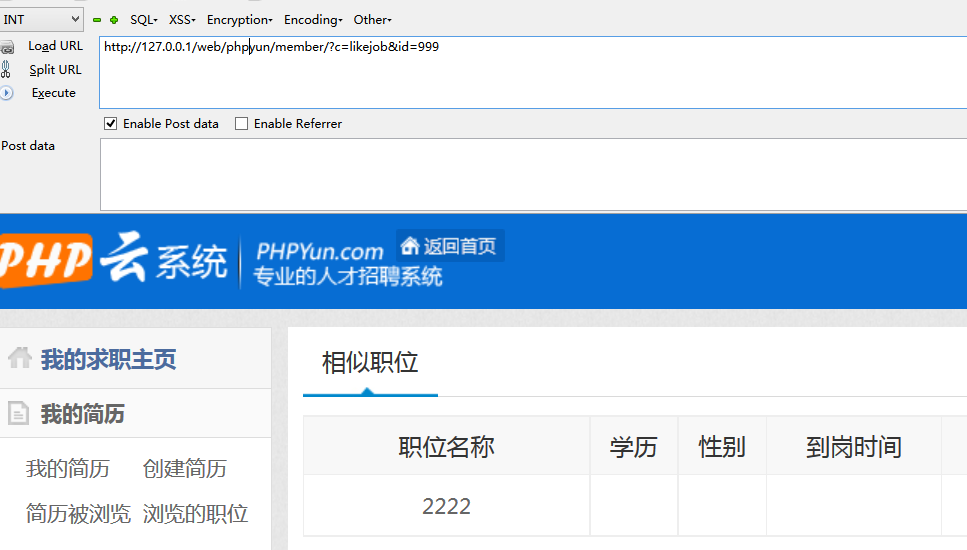 INT SQL- XSS- Encryption- Encoding- Other-
Load URL http://127.0.0.1/web/phpyun/member/?c=likejob&id=999
Split URL
Execute
Enable Post data Enable Referrer
Post data
PHP云系统 PHPYun.com 返回首页
专业的人才招聘系统
我的求职主页
相似职位
我的简历
职位名称 学历 性别 到岗时间
我的简历 创建简历
2222
简历被浏览 浏览的职位